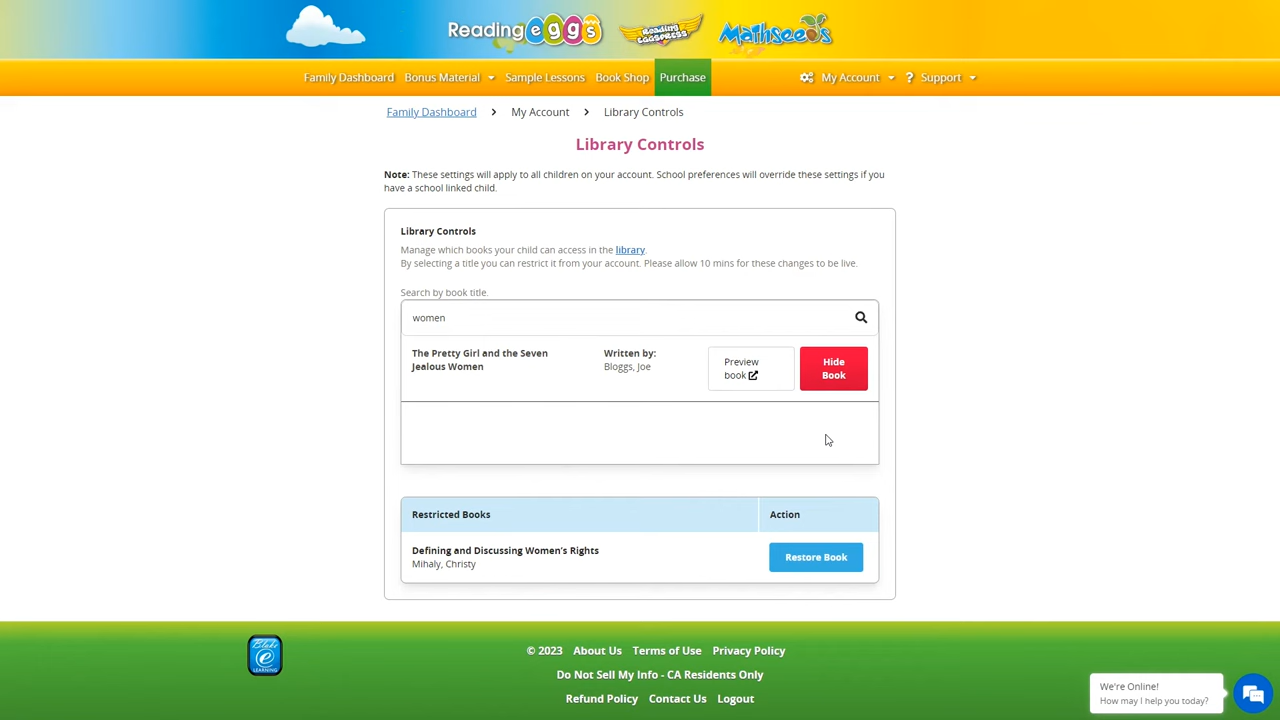 Reading eggs
Reading Eggspress
Mathseeds
Family Dashboard Bonus Material Sample Lessons Book Shop Purchase My Account ? Support
Family Dashboard > My Account > Library Controls
Library Controls
Note: These settings will apply to all children on your account. School preferences will override these settings if you
have a school linked child.
Library Controls
Manage which books your child can access in the library.
By selecting a title you can restrict it from your account. Please allow 10 mins for these changes to be live.
Search by book title.
women
The Pretty Girl and the Seven
Jealous Women
Written by:
Bloggs, Joe
Preview
book
Hide
Book
Restricted Books Action
Defining and Discussing Women's Rights
Mihaly, Christy
Restore Book
Blake
e
LEARNING
© 2023 About Us Terms of Use Privacy Policy
Do Not Sell My Info - CA Residents Only
Refund Policy Contact Us Logout
We're Online!
How may I help you today?